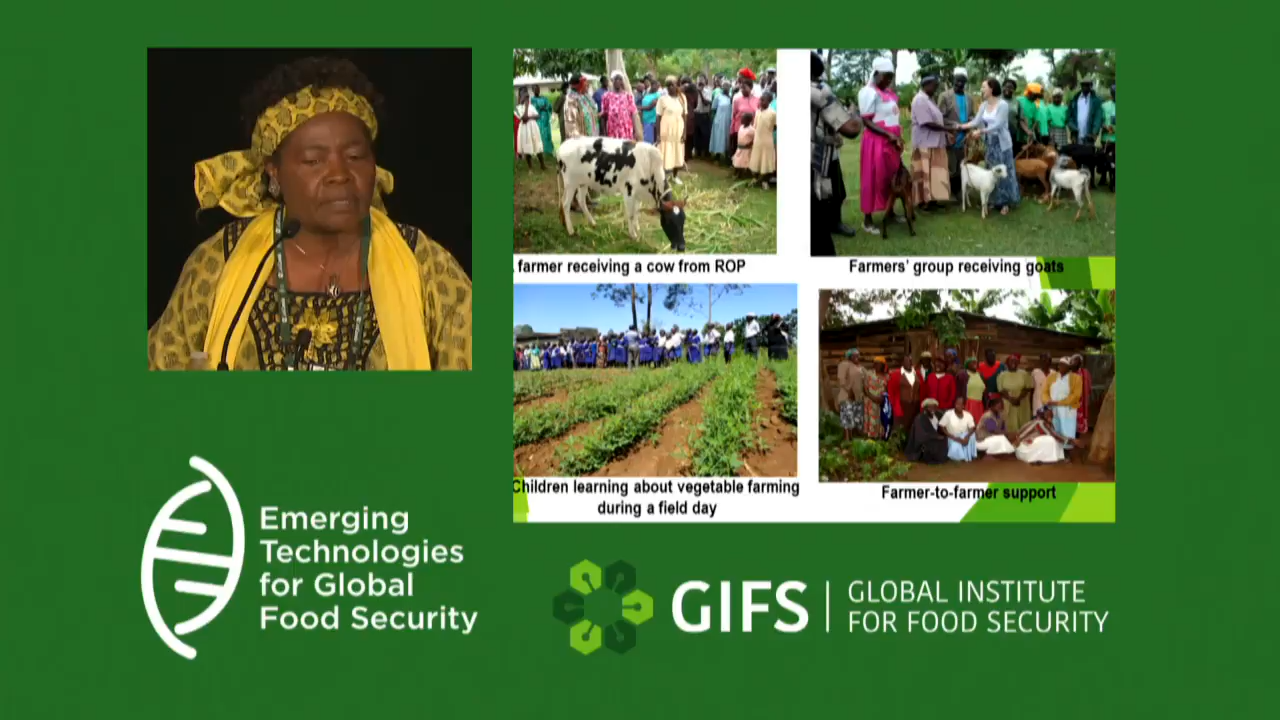 farmer receiving a cow from ROP
Farmers' group receiving goats
Children learning about vegetable farming
during a field day
Farmer-to-farmer support
Emerging
Technologies
for Global
Food Security
GIFS
GLOBAL INSTITUTE
FOR FOOD SECURITY